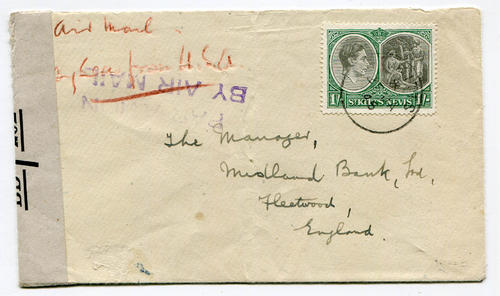 Air Mail
by Sea from U.S.A.
BY AIR MAIL
ST KITTS NEVIS
1/- 1/-
The Manager,
Midland Bank, Ltd,
Fleetwood,
England.